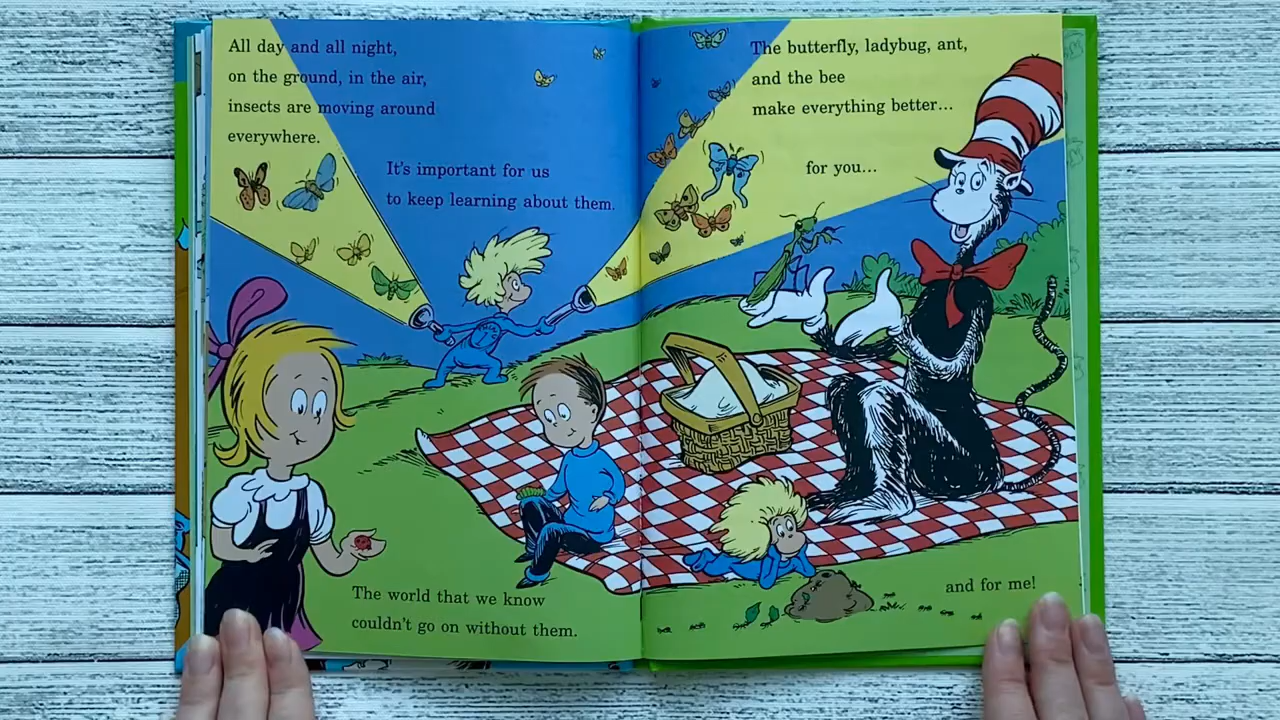 All day and all night,
on the ground, in the air,
insects are moving around
everywhere.
It's important for us
to keep learning about them.
The world that we know
couldn't go on without them.
The butterfly, ladybug, ant,
and the bee
make everything better…
for you…
and for me!